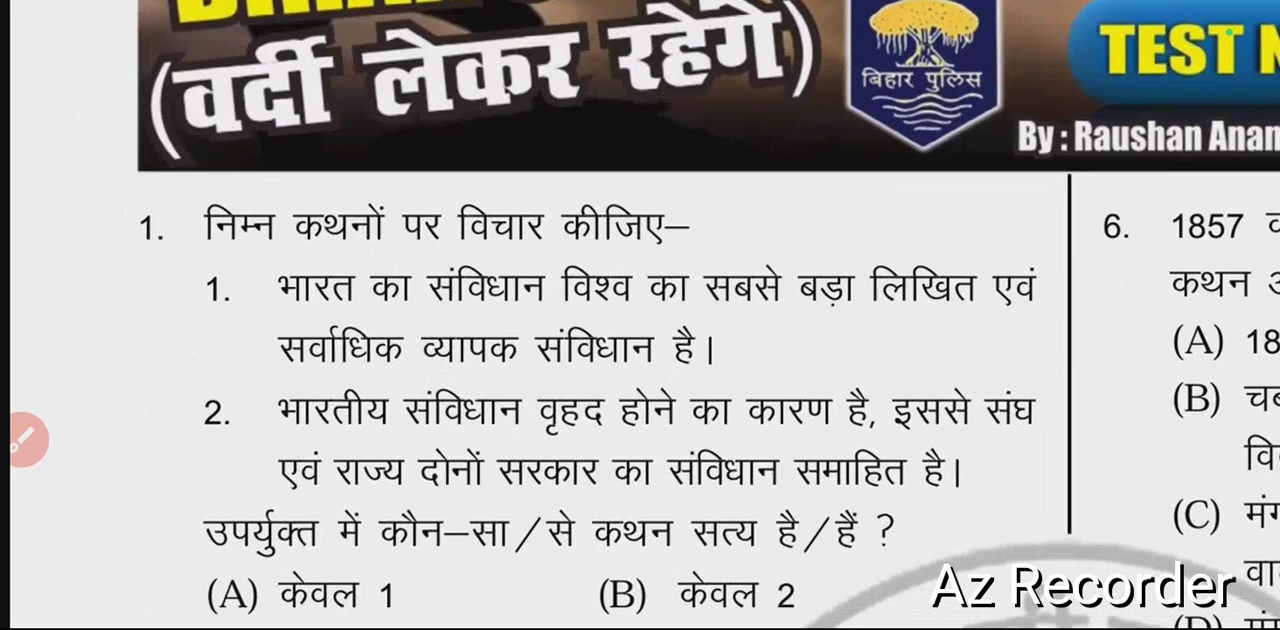 (वर्दी लेकर रहेगे)
बिहार पुलिस
TEST
By : Raushan
1. निम्न कथनों पर विचार कीजिए–
1. भारत का संविधान विश्व का सबसे बड़ा लिखित एवं
सर्वाधिक व्यापक संविधान है।
2. भारतीय संविधान वृहद होने का कारण है, इससे संघ
एवं राज्य दोनों सरकार का संविधान समाहित है।
उपर्युक्त में कौन–सा/से कथन सत्य है/हैं ?
(A) केवल 1 (B) केवल 2
6. 1857
कथन
(A) 18
(B)
(C)
(D)
Az Recorder